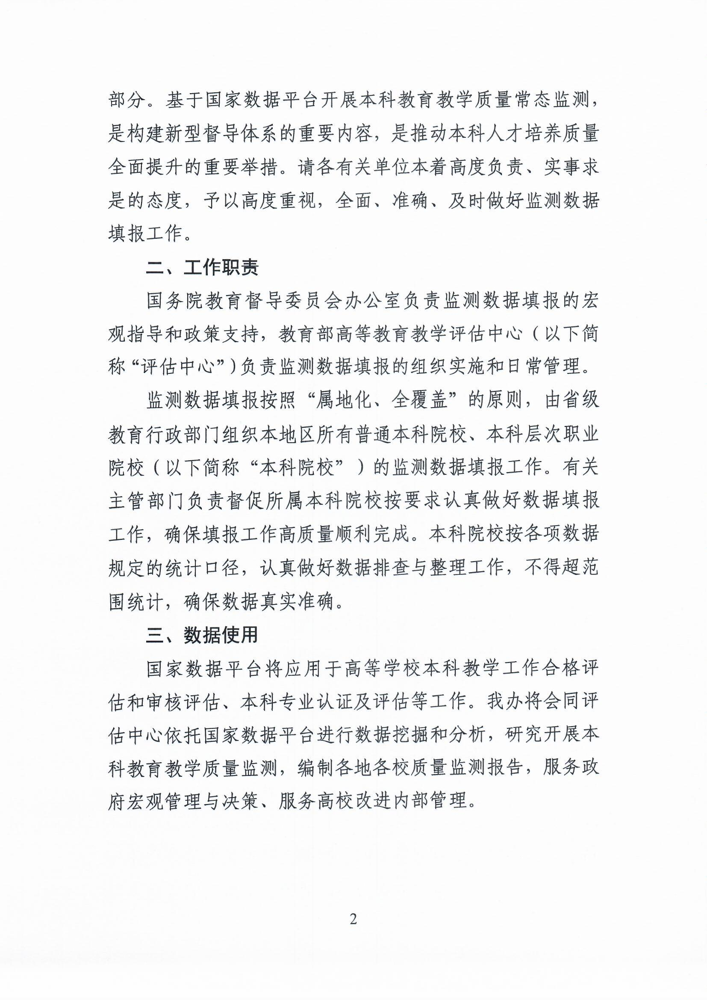 部分。基于国家数据平台开展本科教育教学质量常态监测，
是构建新型督导体系的重要内容，是推动本科人才培养质量
全面提升的重要举措。请各有关单位本着高度负责、实事求
是的态度，予以高度重视，全面、准确、及时做好监测数据
填报工作。
二、工作职责
国务院教育督导委员会办公室负责监测数据填报的宏
观指导和政策支持，教育部高等教育教学评估中心（以下简
称“评估中心”）负责监测数据填报的组织实施和日常管理。
监测数据填报按照“属地化、全覆盖”的原则，由省级
教育行政部门组织本地区所有普通本科院校、本科层次职业
院校（以下简称“本科院校”）的监测数据填报工作。有关
主管部门负责督促所属本科院校按要求认真做好数据填报
工作，确保填报工作高质量顺利完成。本科院校按各项数据
规定的统计口径，认真做好数据排查与整理工作，不得超范
围统计，确保数据真实准确。
三、数据使用
国家数据平台将应用于高等学校本科教学工作合格评
估和审核评估、本科专业认证及评估等工作。我办将会同评
估中心依托国家数据平台进行数据挖掘和分析，研究开展本
科教育教学质量监测，编制各地各校质量监测报告，服务政
府宏观管理与决策、服务高校改进内部管理。
2